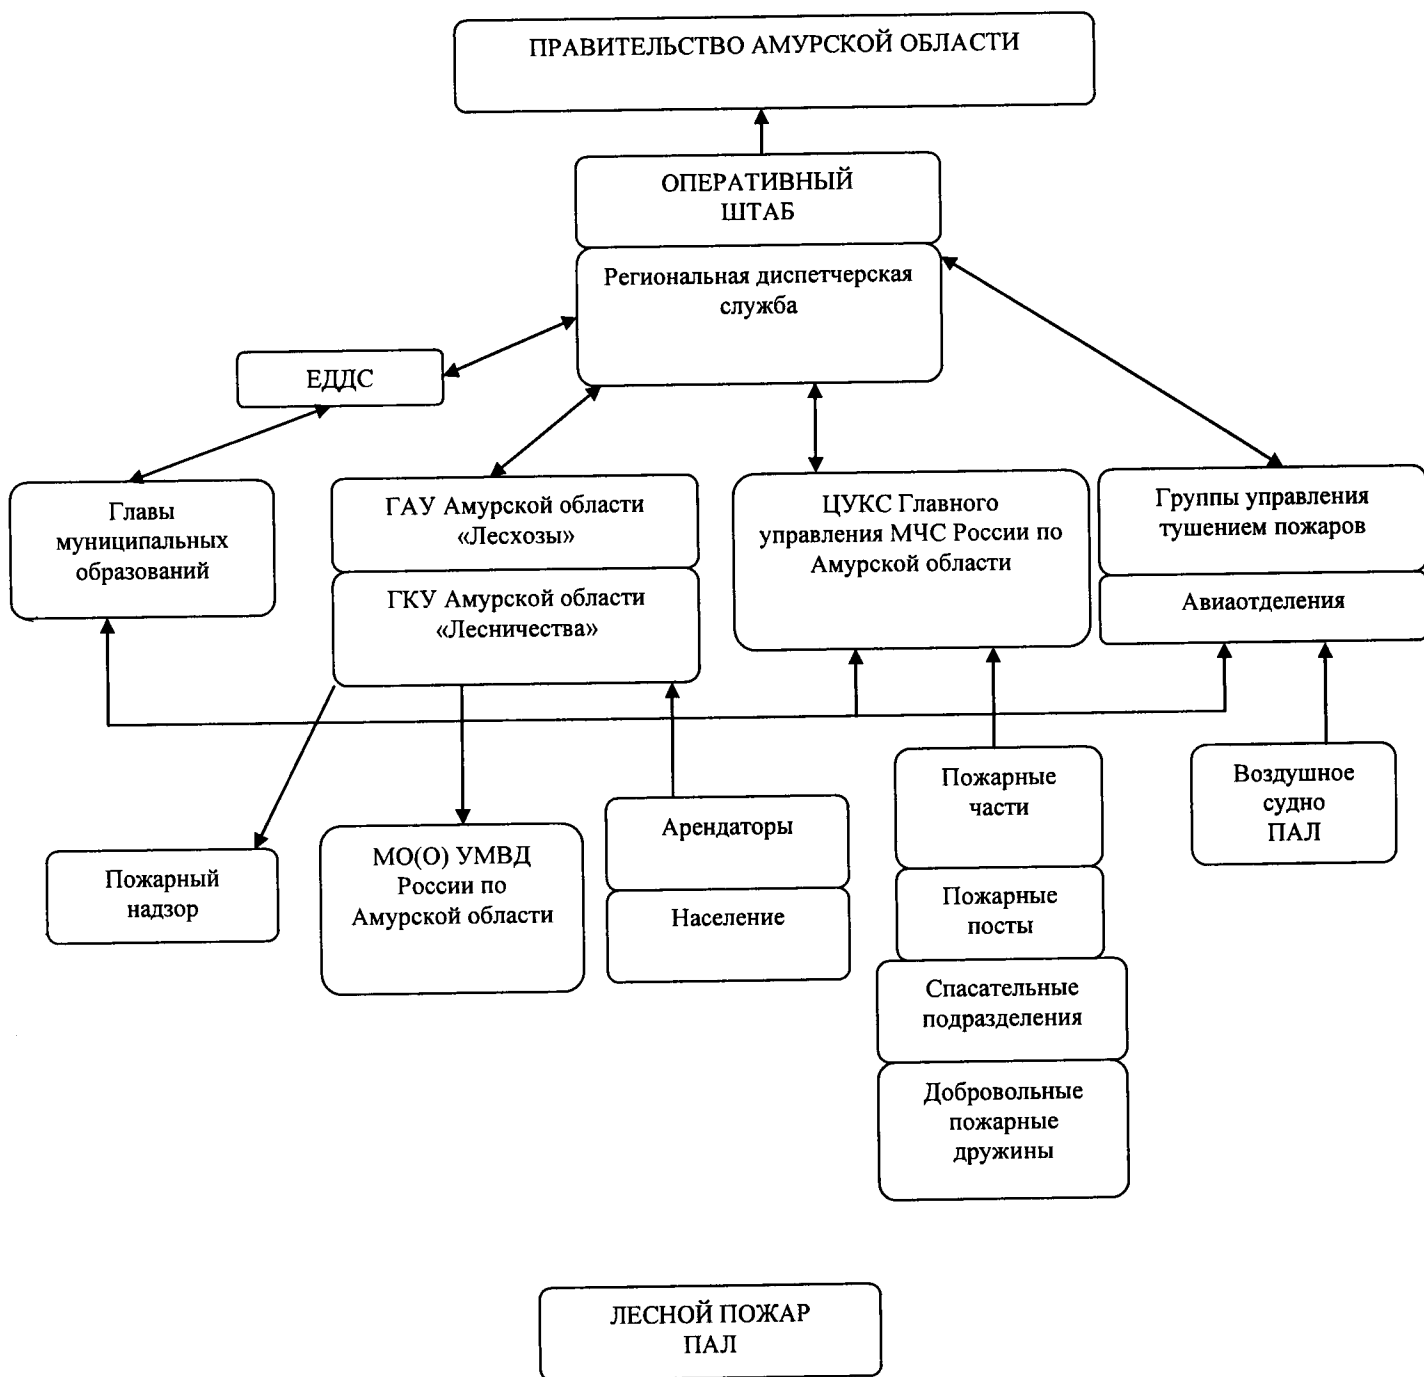 ПРАВИТЕЛЬСТВО АМУРСКОЙ ОБЛАСТИ
ОПЕРАТИВНЫЙ
ШТАБ
Региональная диспетчерская
служба
ЕДДС
Главы
муниципальных
образований
ГАУ Амурской области
«Лесхозы»
ГКУ Амурской области
«Лесничества»
ЦУКС Главного
управления МЧС России по
Амурской области
Группы управления
тушением пожаров
Авиаотделения
Пожарный
надзор
МО(О) УМВД
России по
Амурской области
Арендаторы
Население
Пожарные
части
Пожарные
посты
Спасательные
подразделения
Добровольные
пожарные
дружины
Воздушное
судно
ПАЛ
ЛЕСНОЙ ПОЖАР
ПАЛ